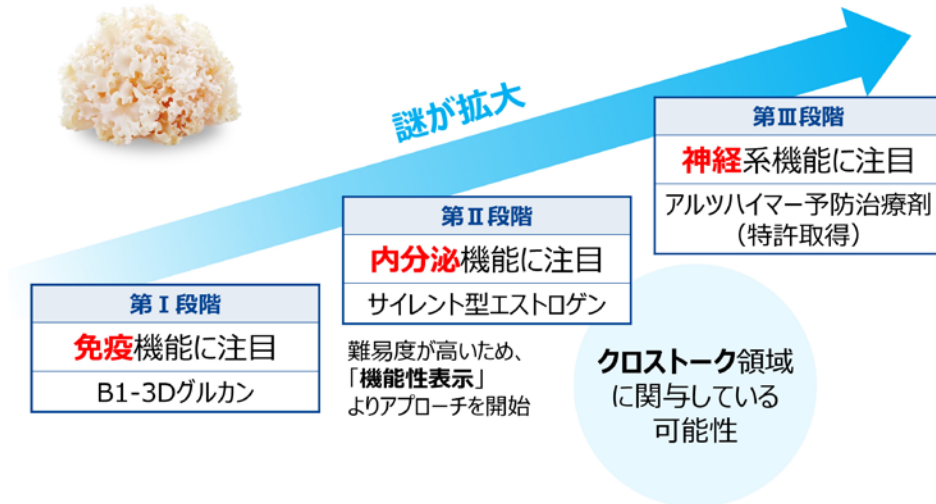 謎が拡大
第Ⅰ段階
免疫機能に注目
B1-3Dグルカン
第Ⅱ段階
内分泌機能に注目
サイレント型エストロゲン
難易度が高いため、
「機能性表示」
よりアプローチを開始
第Ⅲ段階
神経系機能に注目
アルツハイマー予防治療剤
（特許取得）
クロストーク領域
に関与している
可能性